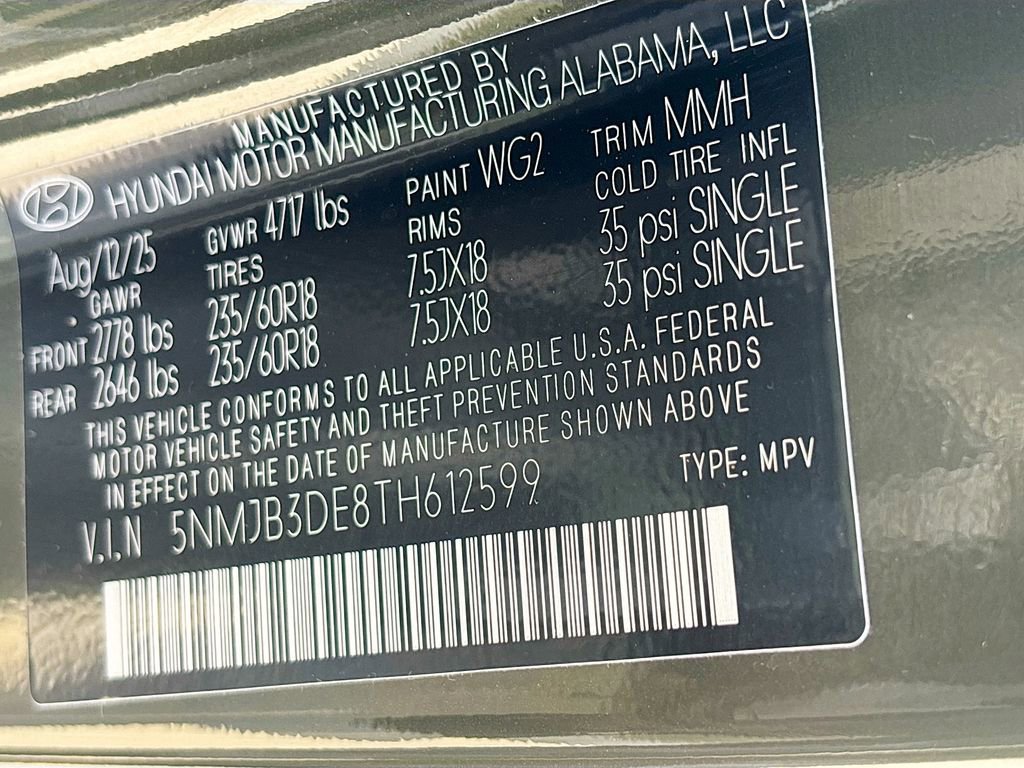 MANUFACTURED BY
HYUNDAI MOTOR MANUFACTURING ALABAMA, LLC
Aug/12/25 GVWR 4717 lbs PAINT WG2 TRIM MMH
GAWR TIRES RIMS COLD TIRE INFL
FRONT 2778 lbs 235/60R18 7.5JX18 35 psi SINGLE
REAR 2646 lbs 235/60R18 7.5JX18 35 psi SINGLE
THIS VEHICLE CONFORMS TO ALL APPLICABLE U.S.A. FEDERAL
MOTOR VEHICLE SAFETY AND THEFT PREVENTION STANDARDS
IN EFFECT ON THE DATE OF MANUFACTURE SHOWN ABOVE
V.I.N 5NMJB3DE8TH612599 TYPE: MPV